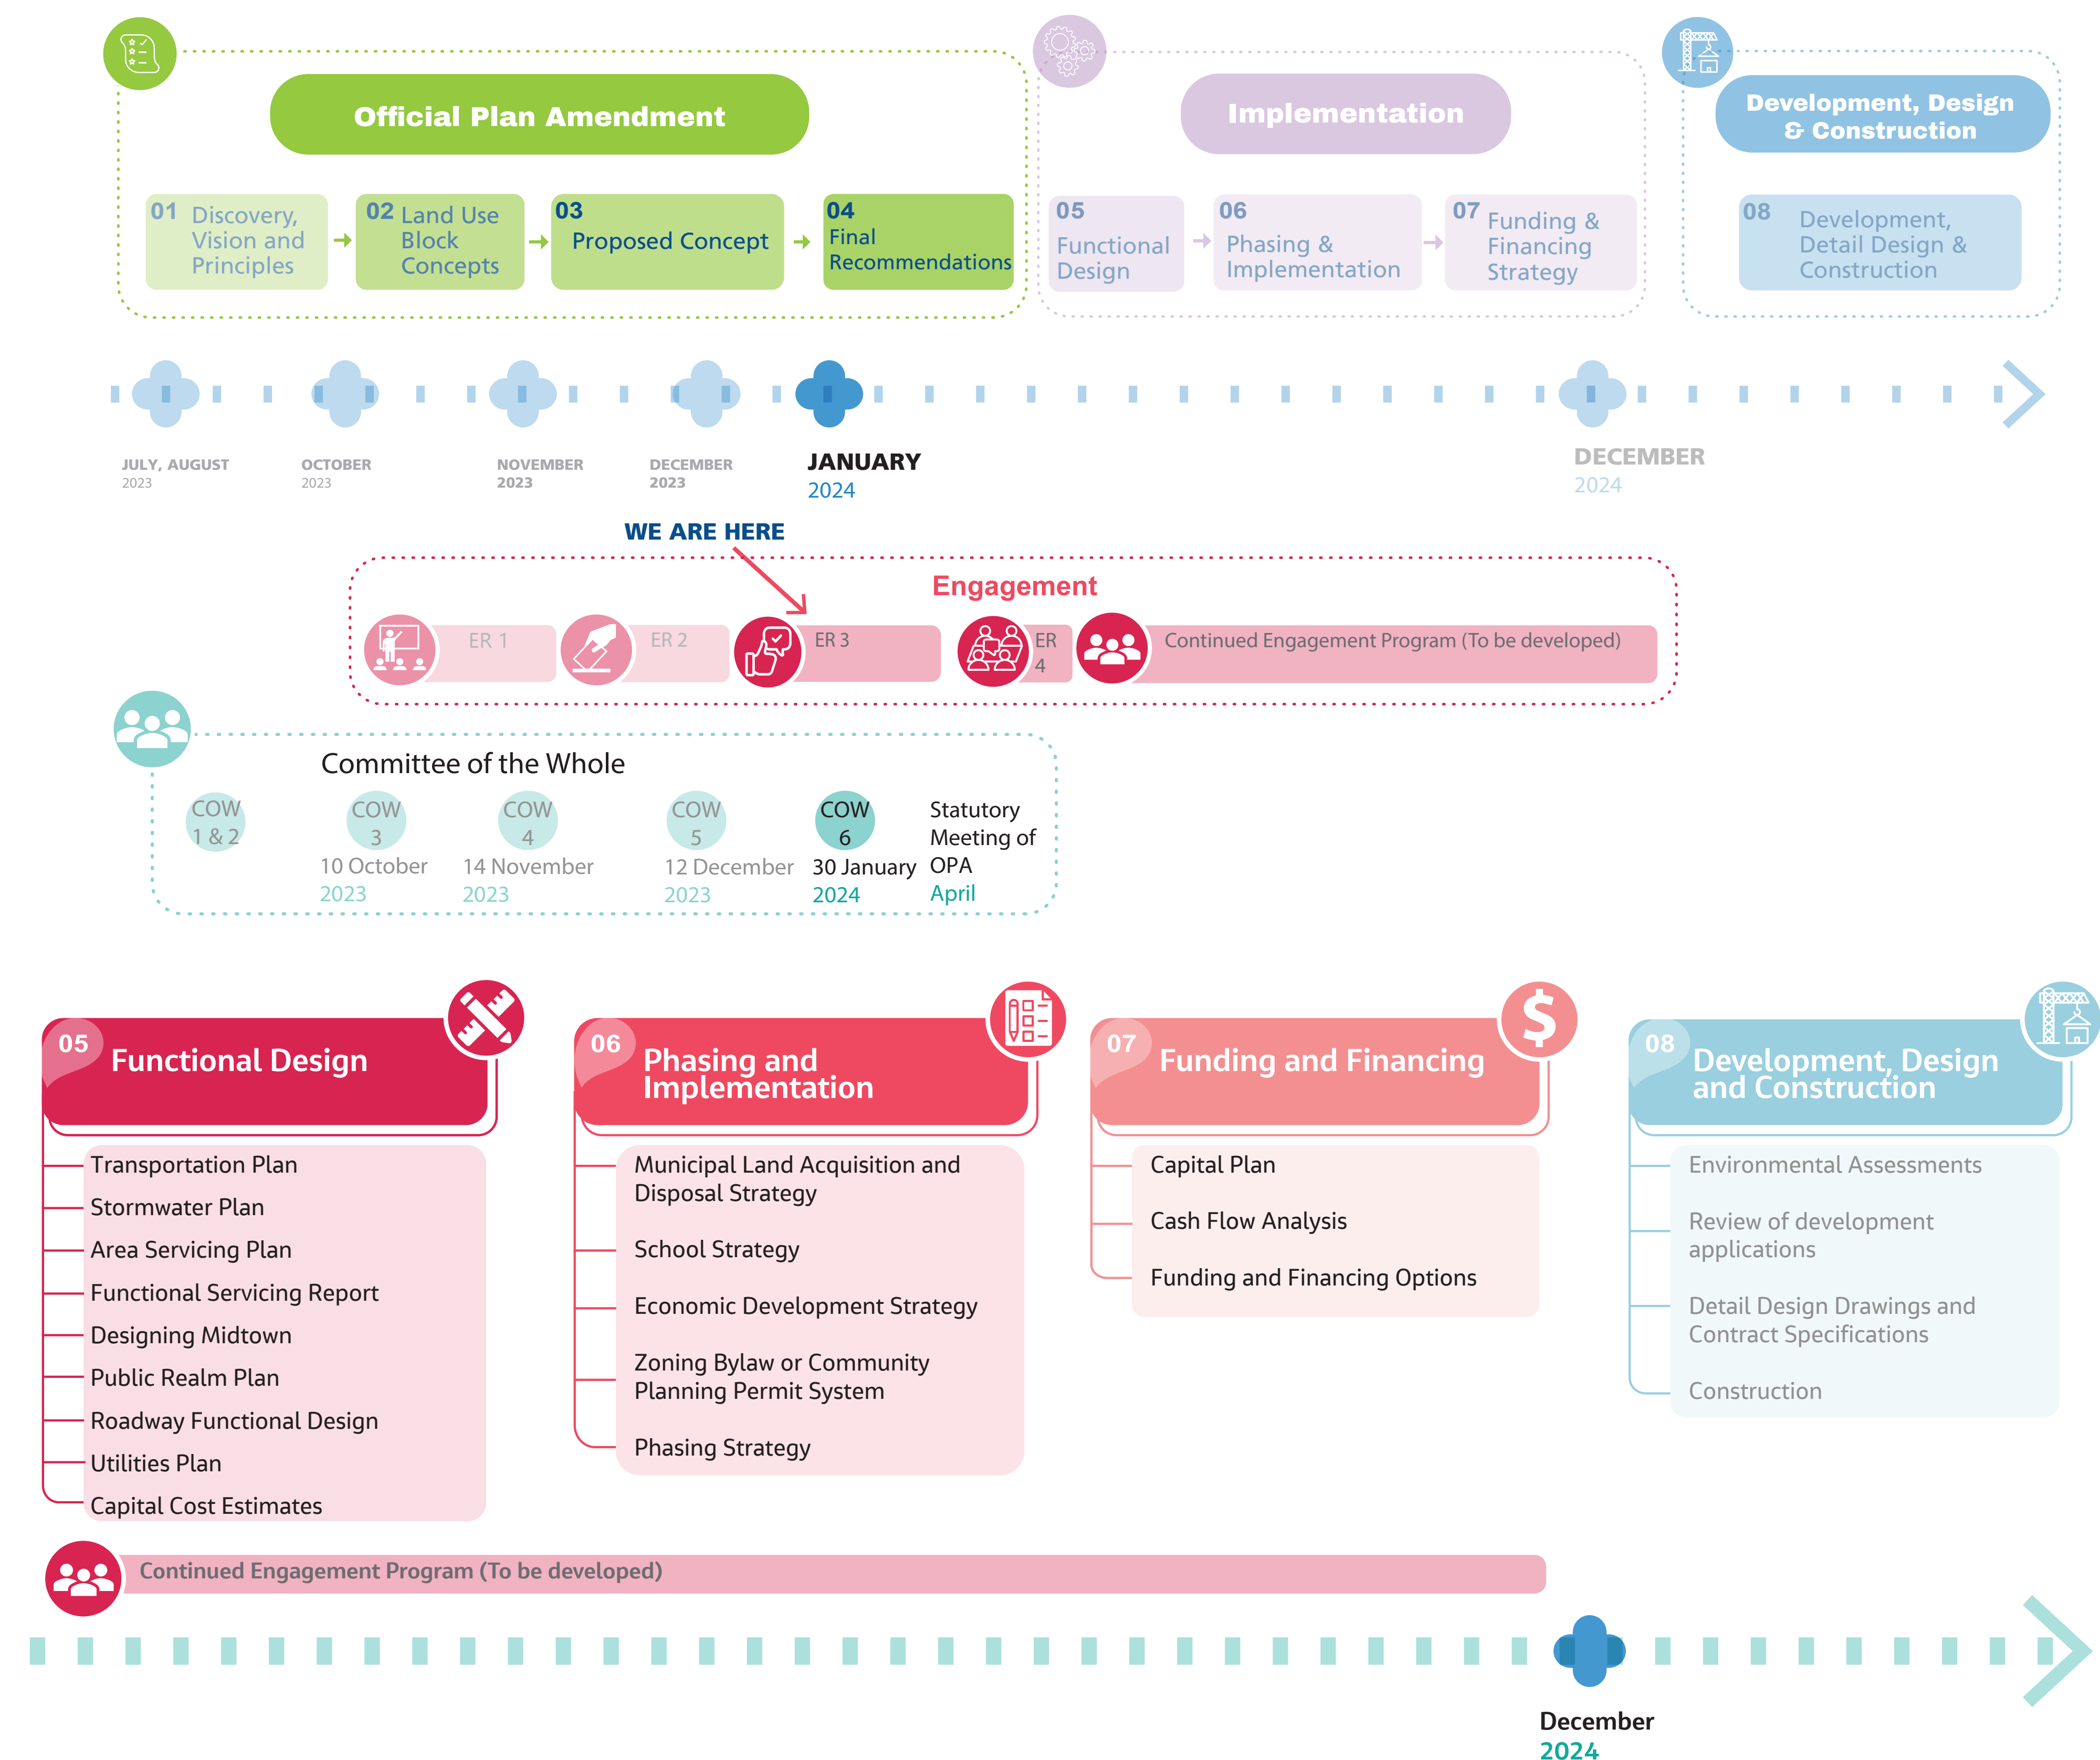 Official Plan Amendment
01 Discovery,
Vision and
Principles
02 Land Use
Block
Concepts
03
Proposed Concept
04
Final
Recommendations
Implementation
05
Functional
Design
06
Phasing &
Implementation
07 Funding &
Financing
Strategy
Development, Design
& Construction
08 Development,
Detail Design &
Construction
JULY, AUGUST
2023
OCTOBER
2023
NOVEMBER
2023
DECEMBER
2023
JANUARY
2024
DECEMBER
2024
WE ARE HERE
Engagement
ER 1
ER 2
ER 3
ER
4
Continued Engagement Program (To be developed)
Committee of the Whole
COW
1 & 2
COW
3
10 October
2023
COW
4
14 November
2023
COW
5
12 December
2023
COW
6
30 January
2024
Statutory
Meeting of
OPA
April
05
Functional Design
Transportation Plan
Stormwater Plan
Area Servicing Plan
Functional Servicing Report
Designing Midtown
Public Realm Plan
Roadway Functional Design
Utilities Plan
Capital Cost Estimates
06
Phasing and
Implementation
Municipal Land Acquisition and
Disposal Strategy
School Strategy
Economic Development Strategy
Zoning Bylaw or Community
Planning Permit System
Phasing Strategy
07
Funding and Financing
$
Capital Plan
Cash Flow Analysis
Funding and Financing Options
08
Development, Design
and Construction
Environmental Assessments
Review of development
applications
Detail Design Drawings and
Contract Specifications
Construction
Continued Engagement Program (To be developed)
December
2024